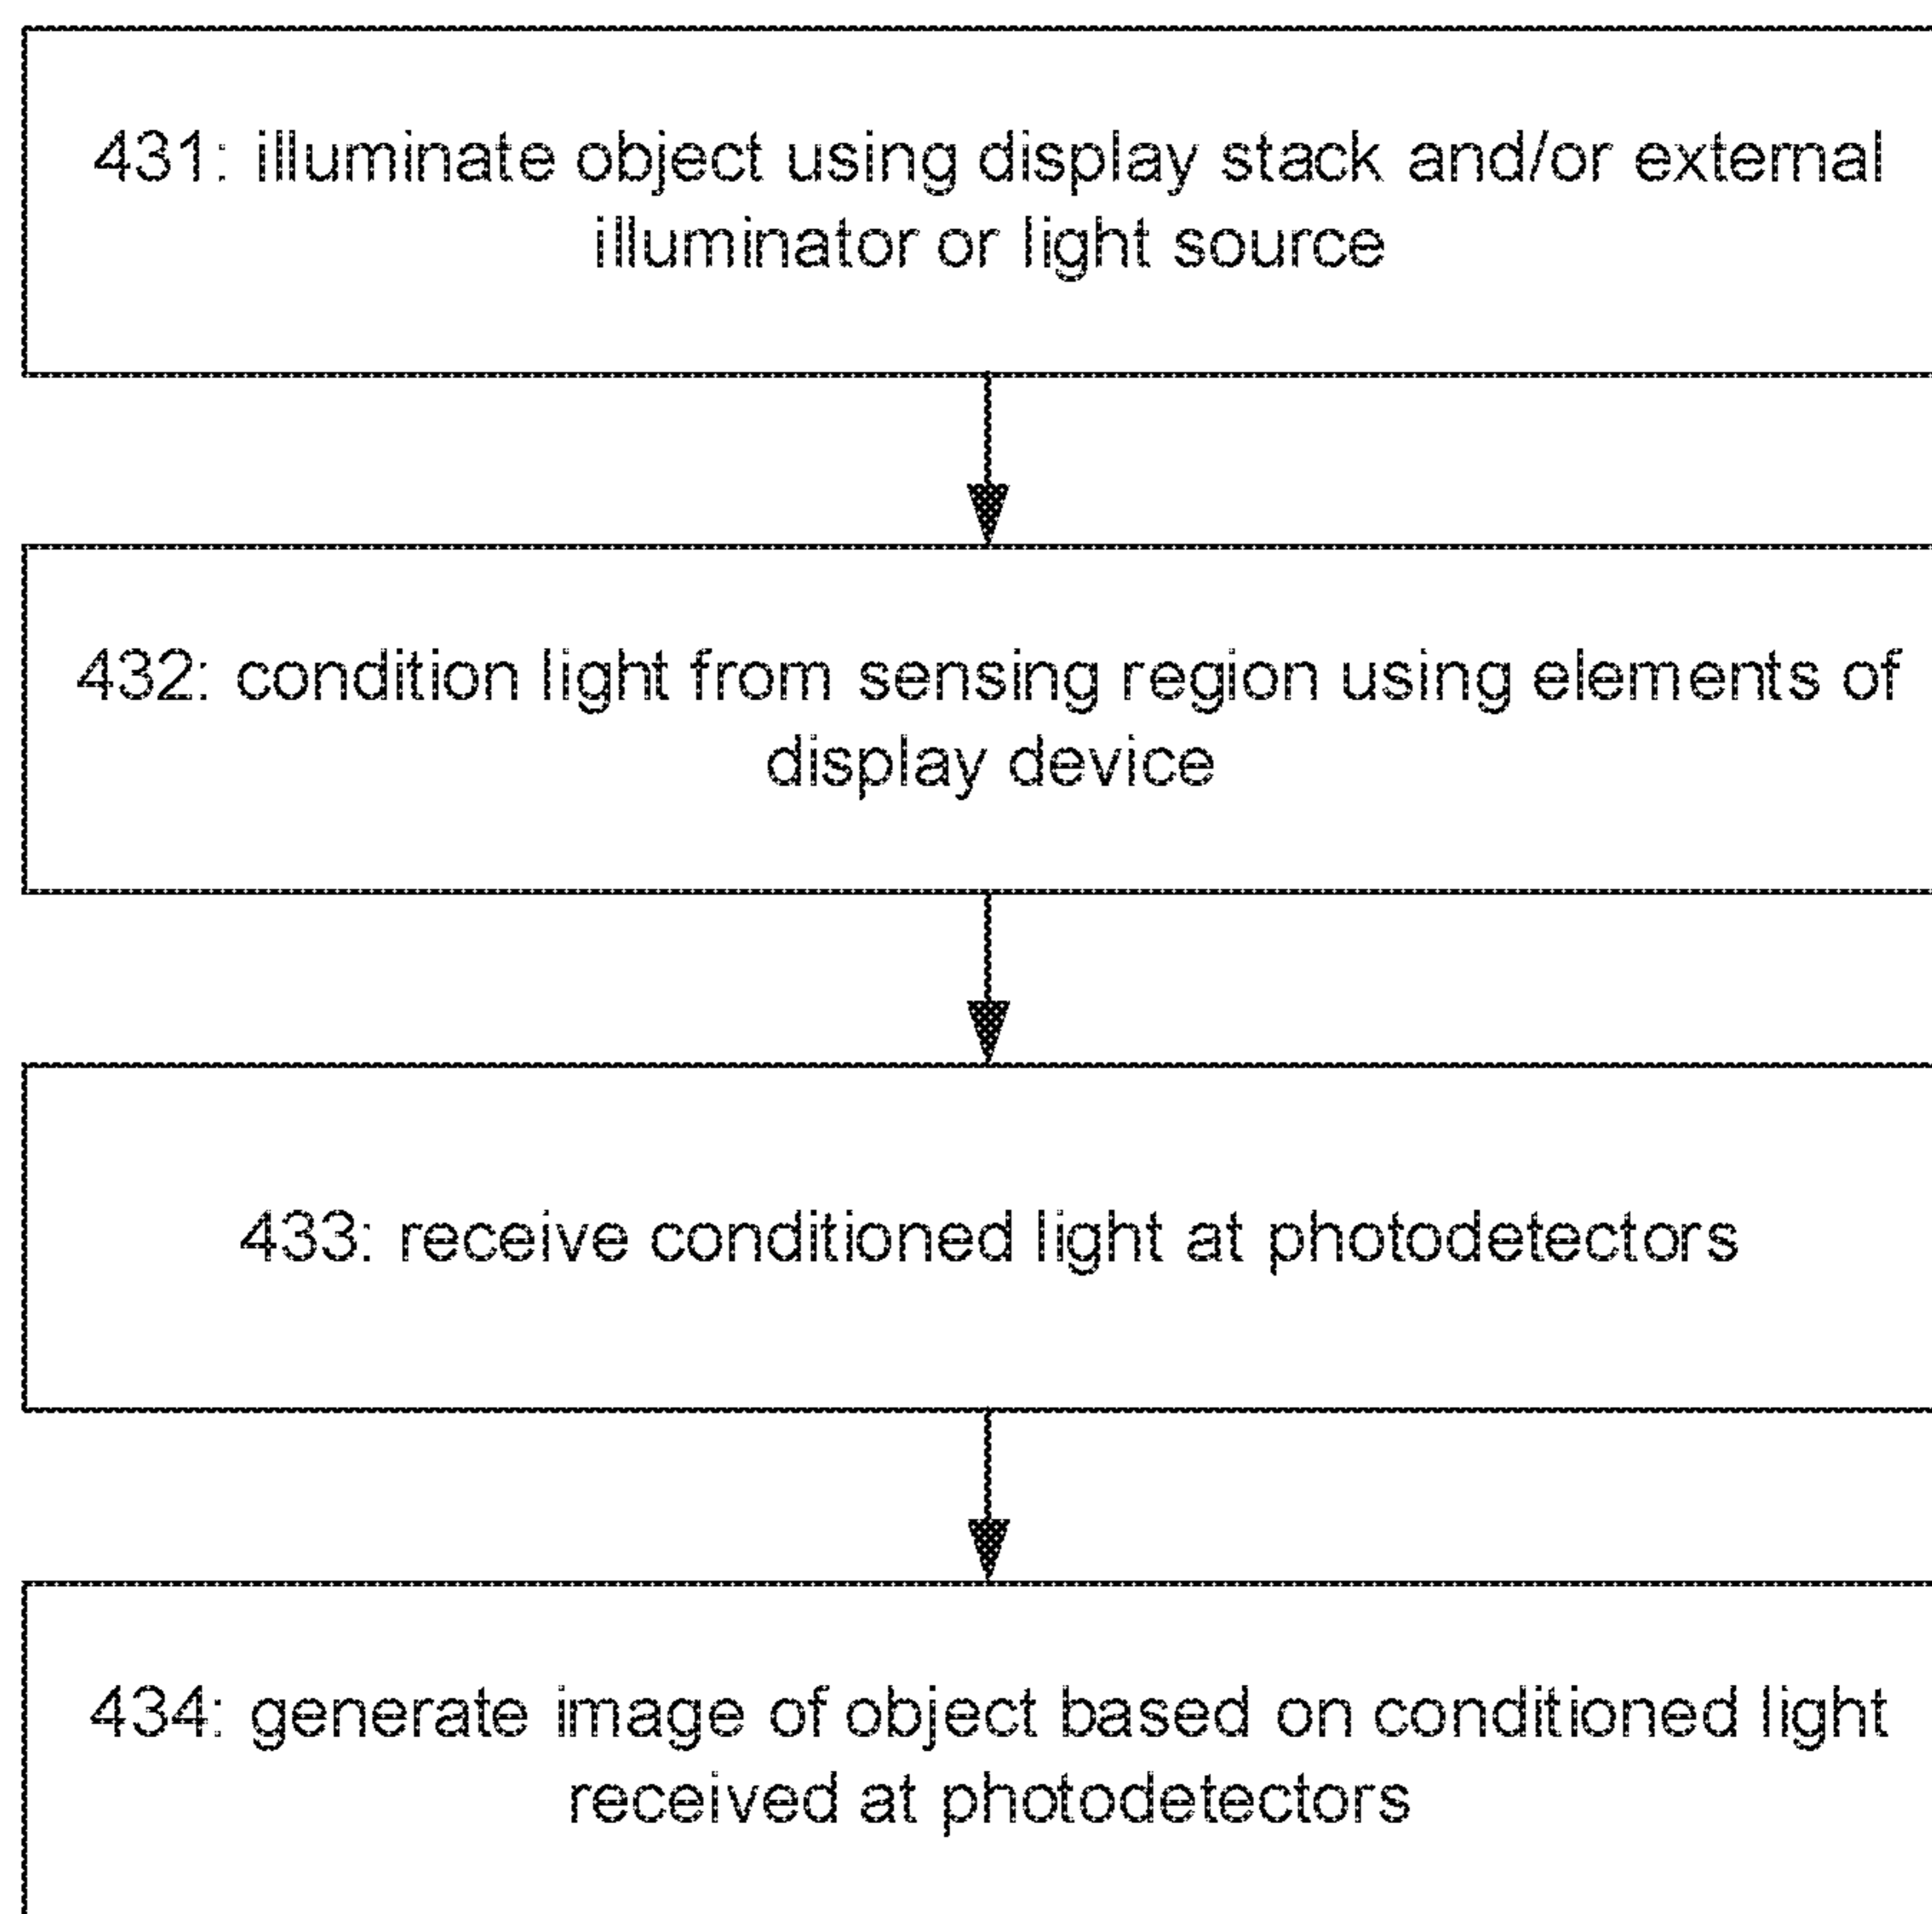 431: illuminate object using display stack and/or external
illuminator or light source
432: condition light from sensing region using elements of
display device
433: receive conditioned light at photodetectors
434: generate image of object based on conditioned light
received at photodetectors